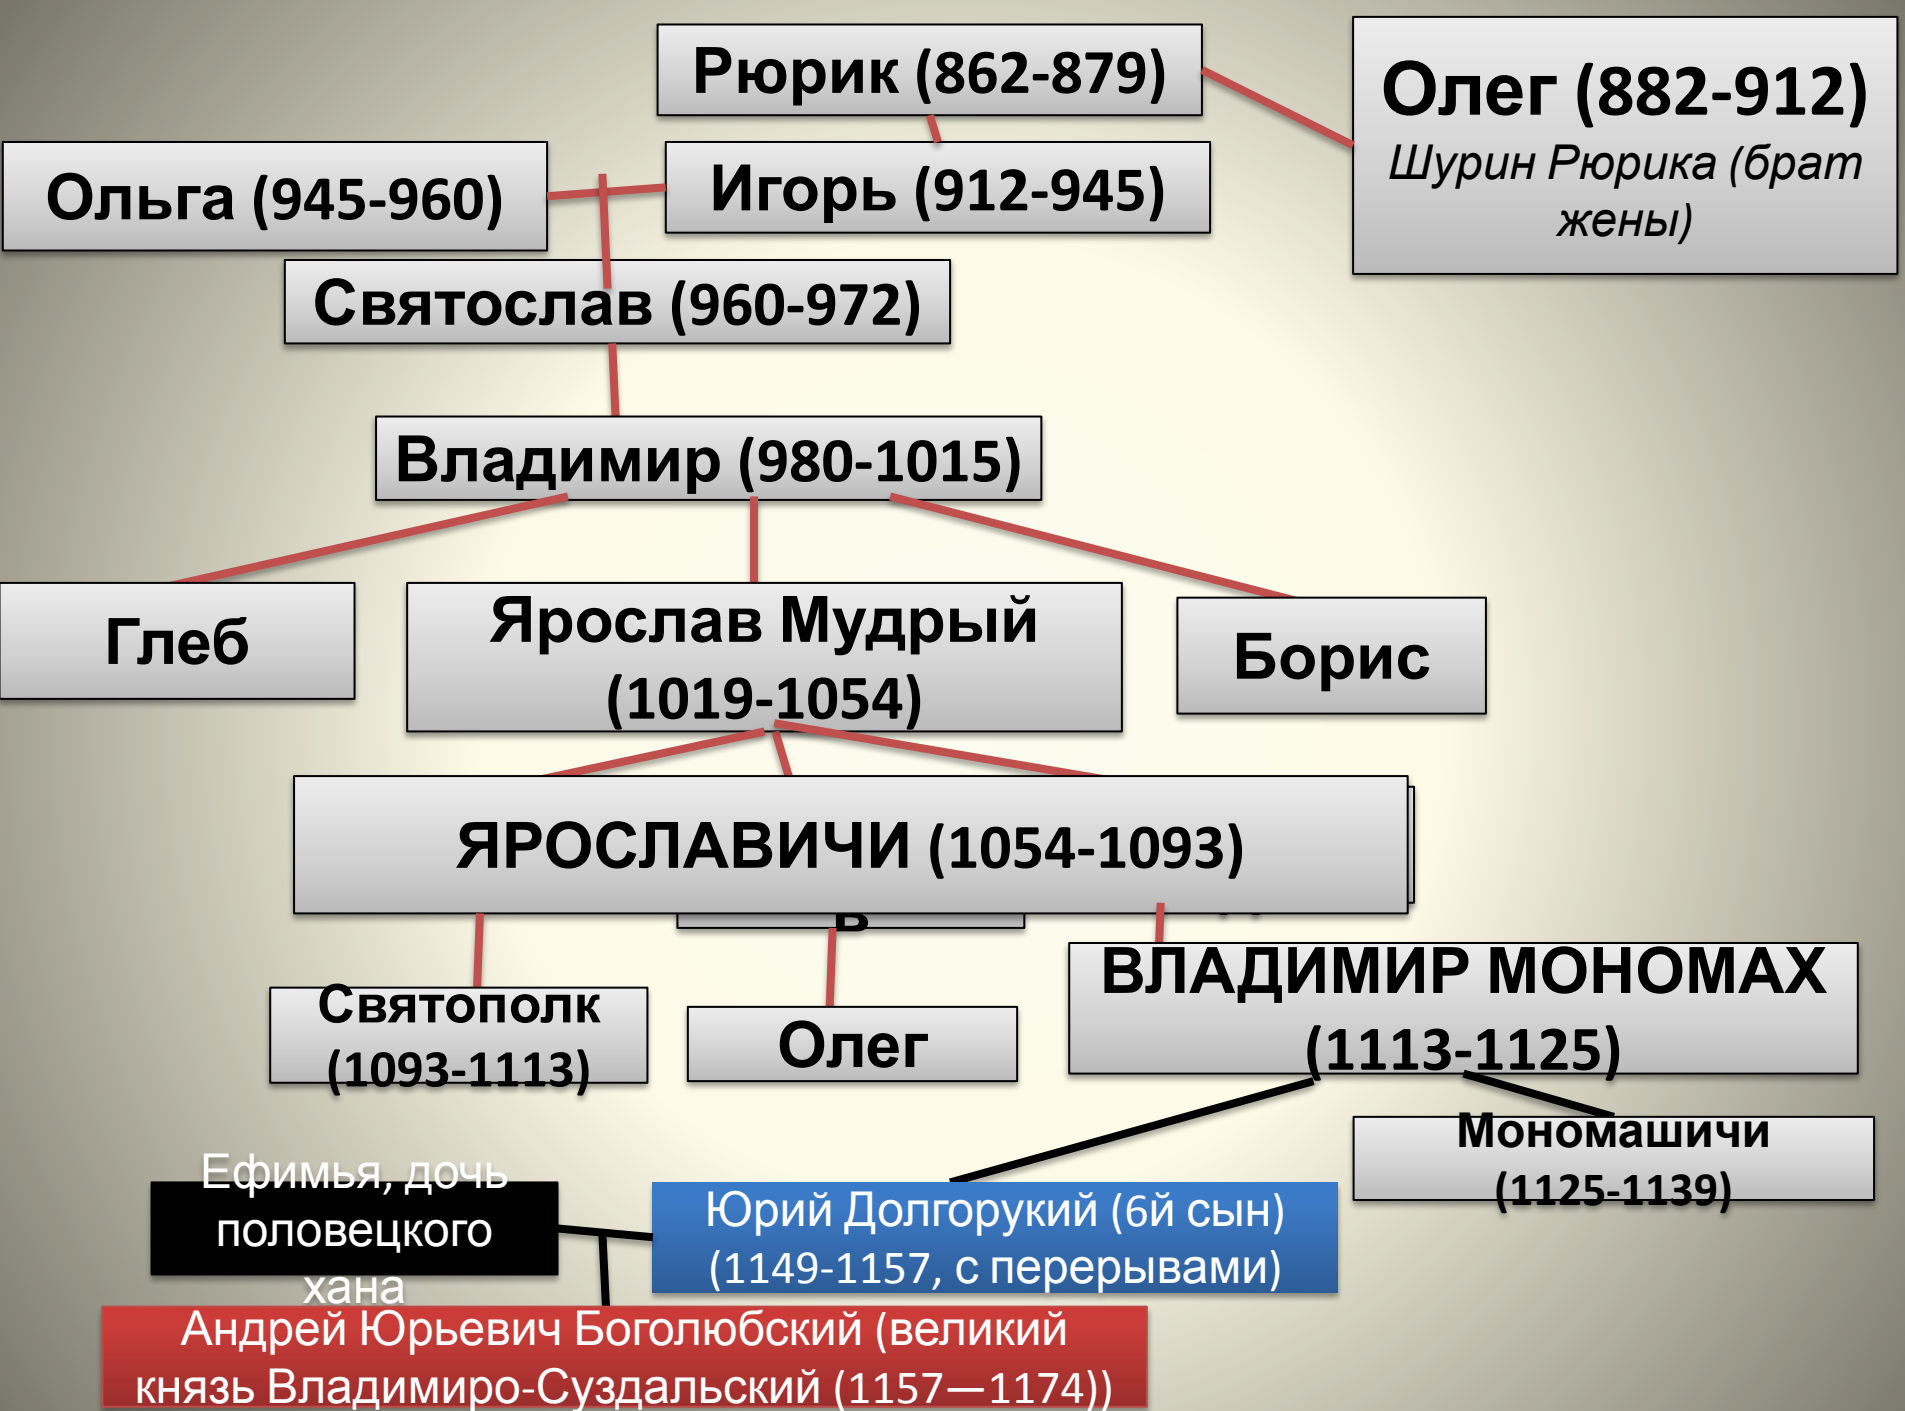 Рюрик (862-879)
Олег (882-912)
Шурин Рюрика (брат
жены)
Ольга (945-960)
Игорь (912-945)
Святослав (960-972)
Владимир (980-1015)
Глеб
Ярослав Мудрый
(1019-1054)
Борис
ЯРОСЛАВИЧИ (1054-1093)
Святополк
(1093-1113)
Олег
ВЛАДИМИР МОНОМАХ
(1113-1125)
Мономашичи
(1125-1139)
Ефимья, дочь
половецкого
хана
Юрий Долгорукий (6й сын)
(1149-1157, с перерывами)
Андрей Юрьевич Боголюбский (великий
князь Владимиро-Суздальский (1157—1174))